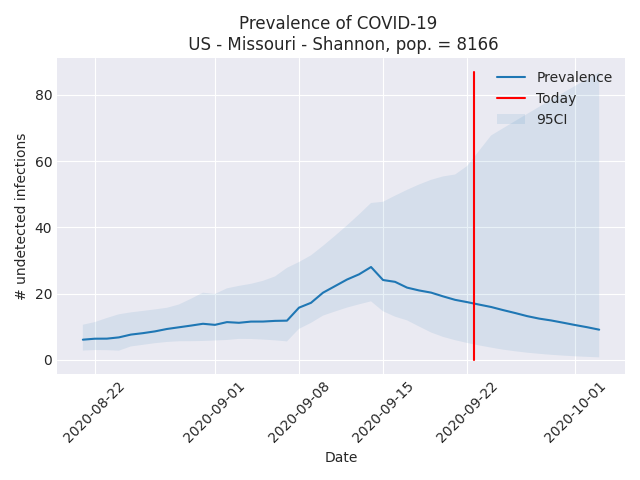 Prevalence of COVID-19
US - Missouri - Shannon, pop. = 8166
Prevalence
Today
95CI
# undetected infections
80
60
40
20
0
2020-08-22
2020-09-01
2020-09-08
2020-09-15
2020-09-22
2020-10-01
Date